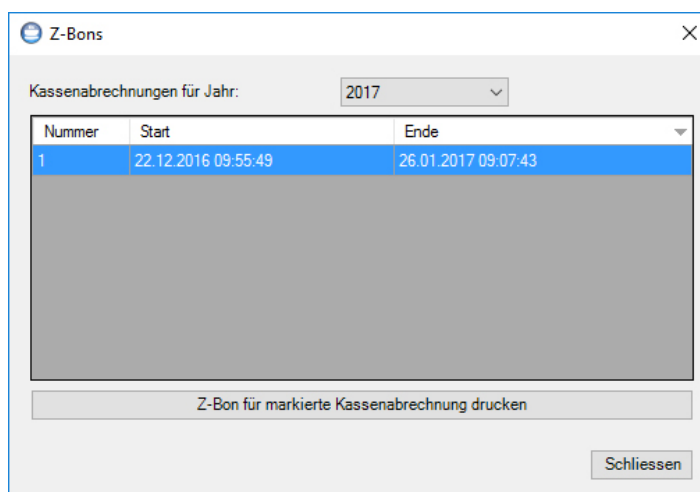 Z-Bons
Kassenabrechnungen für Jahr: 2017
Nummer Start Ende
1 22.12.2016 09:55:49 26.01.2017 09:07:43
Z-Bon für markierte Kassenabrechnung drucken
Schliessen